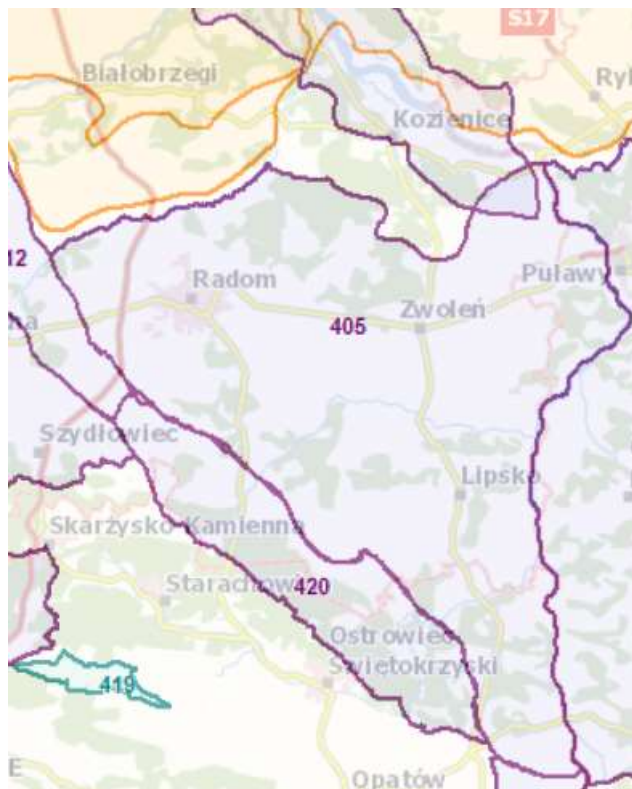 S17
Białobrzegi
Ryk
Kozienice
12
Radom
Puławy
na
405
Zwoleń
Szydłowiec
Lipsko
Skarżysko-Kamienna
Starachow
420
Ostrowiec
Świętokrzyski
419
E
Opatów